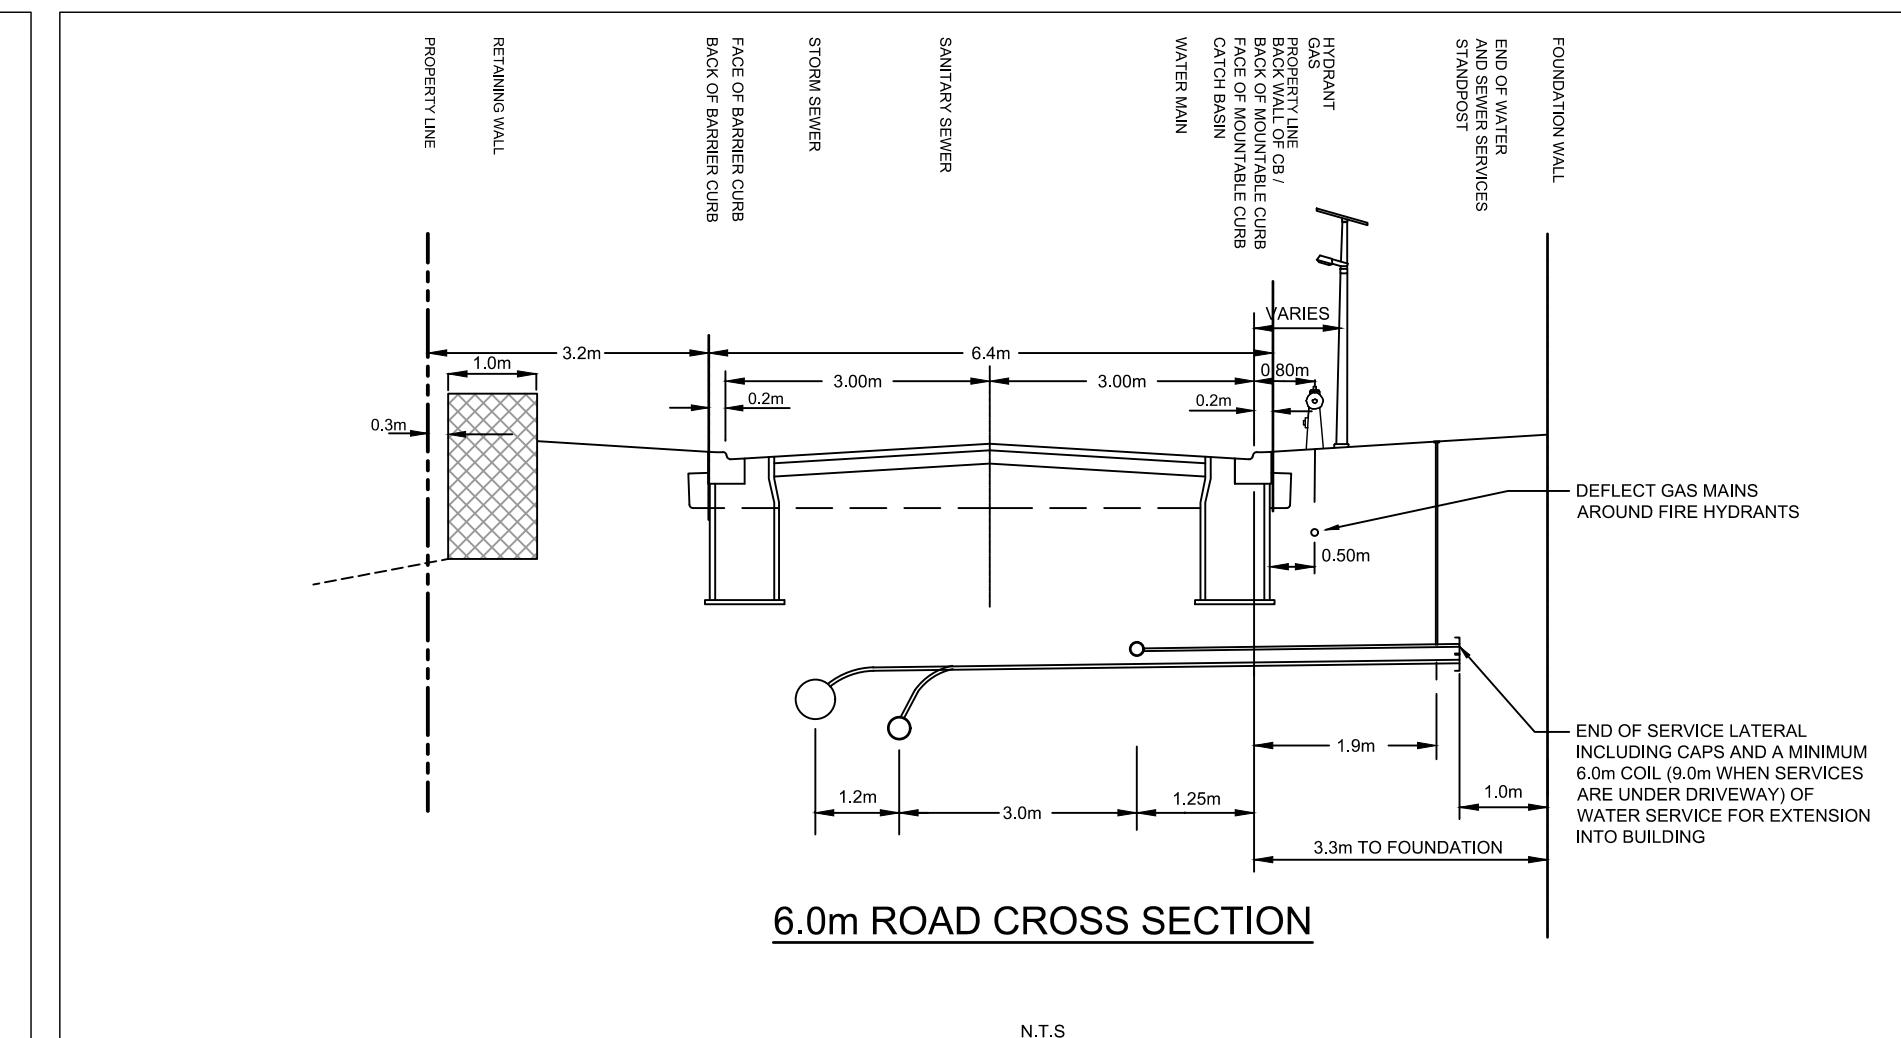 PROPERTY LINE
RETAINING WALL
BACK OF BARRIER CURB
FACE OF BARRIER CURB
STORM SEWER
SANITARY SEWER
WATER MAIN
CATCH BASIN
FACE OF MOUNTABLE CURB
BACK OF MOUNTABLE CURB
BACK WALL OF CB /
PROPERTY LINE
GAS
HYDRANT
STANDPOST
AND SEWER SERVICES
END OF WATER
FOUNDATION WALL
VARIES
3.2m
6.4m
1.0m
3.00m
3.00m
0.80m
0.2m
0.2m
0.3m
DEFLECT GAS MAINS
AROUND FIRE HYDRANTS
0.50m
END OF SERVICE LATERAL
INCLUDING CAPS AND A MINIMUM
6.0m COIL (9.0m WHEN SERVICES
ARE UNDER DRIVEWAY) OF
WATER SERVICE FOR EXTENSION
INTO BUILDING
1.9m
1.2m
3.0m
1.25m
1.0m
3.3m TO FOUNDATION
6.0m ROAD CROSS SECTION
N.T.S